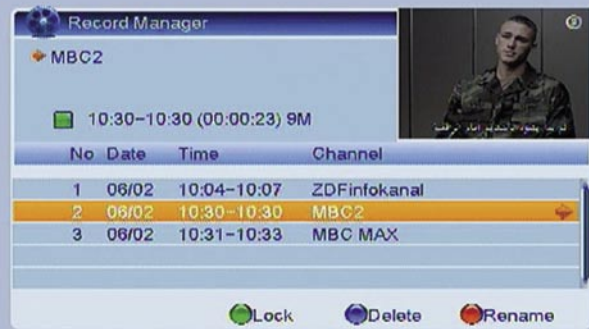 Record Manager
MBC2
10:30-10:30 (00:00:23) 9M
No Date Time Channel
1 06/02 10:04-10:07 ZDFinfokanal
2 06/02 10:30-10:30 MBC2
3 06/02 10:31-10:33 MBC MAX
Lock Delete Rename